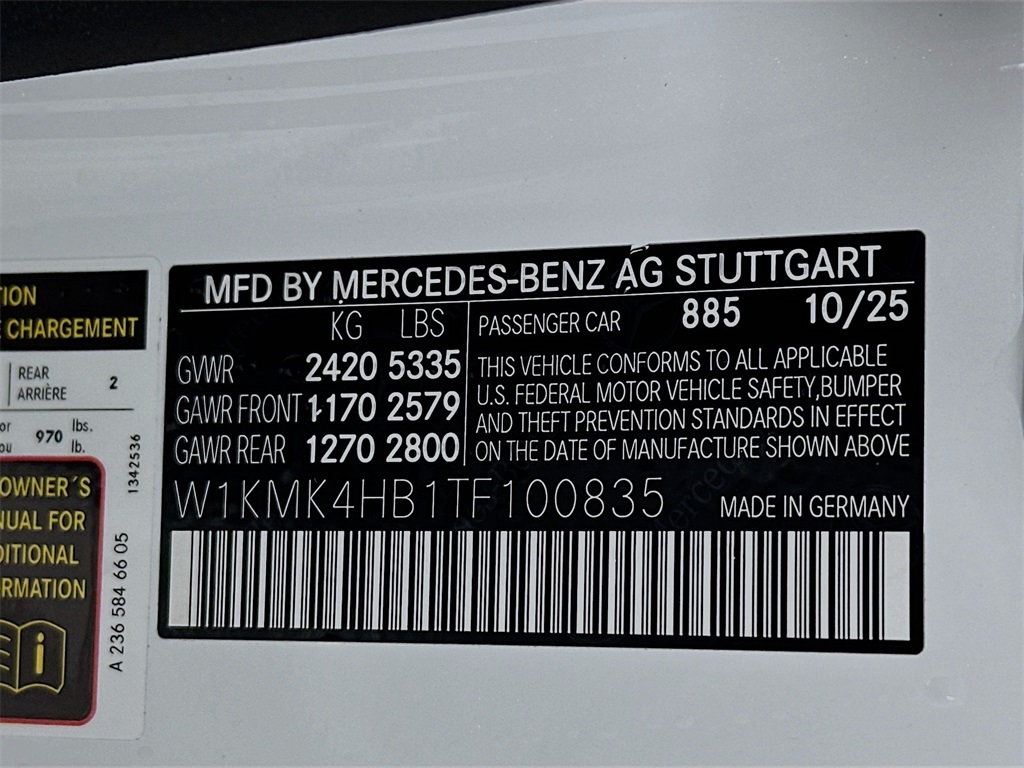 MFD BY MERCEDES-BENZ AG STUTTGART
KG LBS
PASSENGER CAR 885 10/25
GVWR 2420 5335
GAWR FRONT 1170 2579
GAWR REAR 1270 2800
THIS VEHICLE CONFORMS TO ALL APPLICABLE
U.S. FEDERAL MOTOR VEHICLE SAFETY,BUMPER
AND THEFT PREVENTION STANDARDS IN EFFECT
ON THE DATE OF MANUFACTURE SHOWN ABOVE
W1KMK4HB1TF100835
MADE IN GERMANY
TION
E CHARGEMENT
REAR
ARRIÈRE
2
or
ou
970
lbs.
lb.
OWNER´S
NUAL FOR
DITIONAL
ORMATION
1342536
A 236 584 66 05